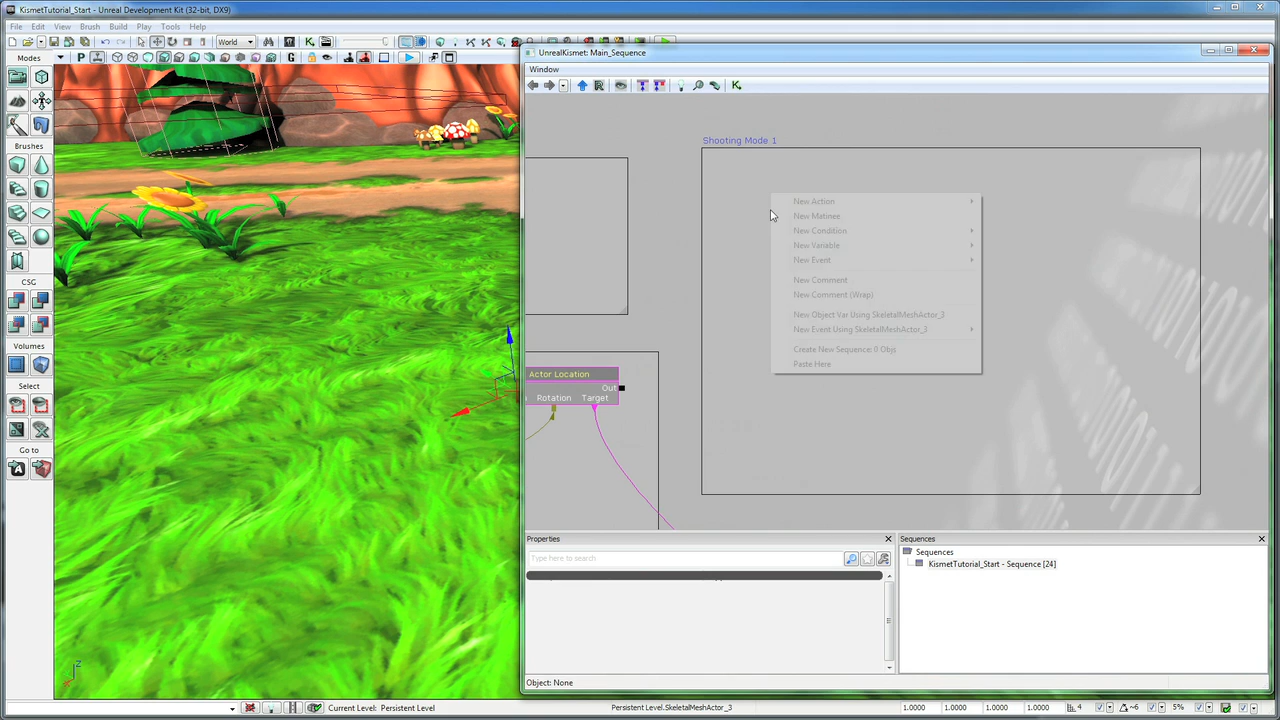 KismetTutorial_Start - Unreal Development Kit (32-bit, DX9)
File Edit View Brush Build Play Tools Help
World
Modes
P
G
Brushes
CSG
Volumes
Select
Go to
Z
UnrealKismet: Main_Sequence
Window
R
K
Shooting Mode 1
New Action
New Matinee
New Condition
New Variable
New Event
New Comment
New Comment (Wrap)
New Object Var Using SkeletalMeshActor_3
New Event Using SkeletalMeshActor_3
Create New Sequence: 0 Objs
Paste Here
Actor Location
Out
Rotation Target
Properties
Type here to search
Sequences
Sequences
KismetTutorial_Start - Sequence [24]
Object: None
Current Level: Persistent Level
Persistent Level.SkeletalMeshActor_3
1.0000 1.0000 1.0000 1.0000 4 ~6 5%